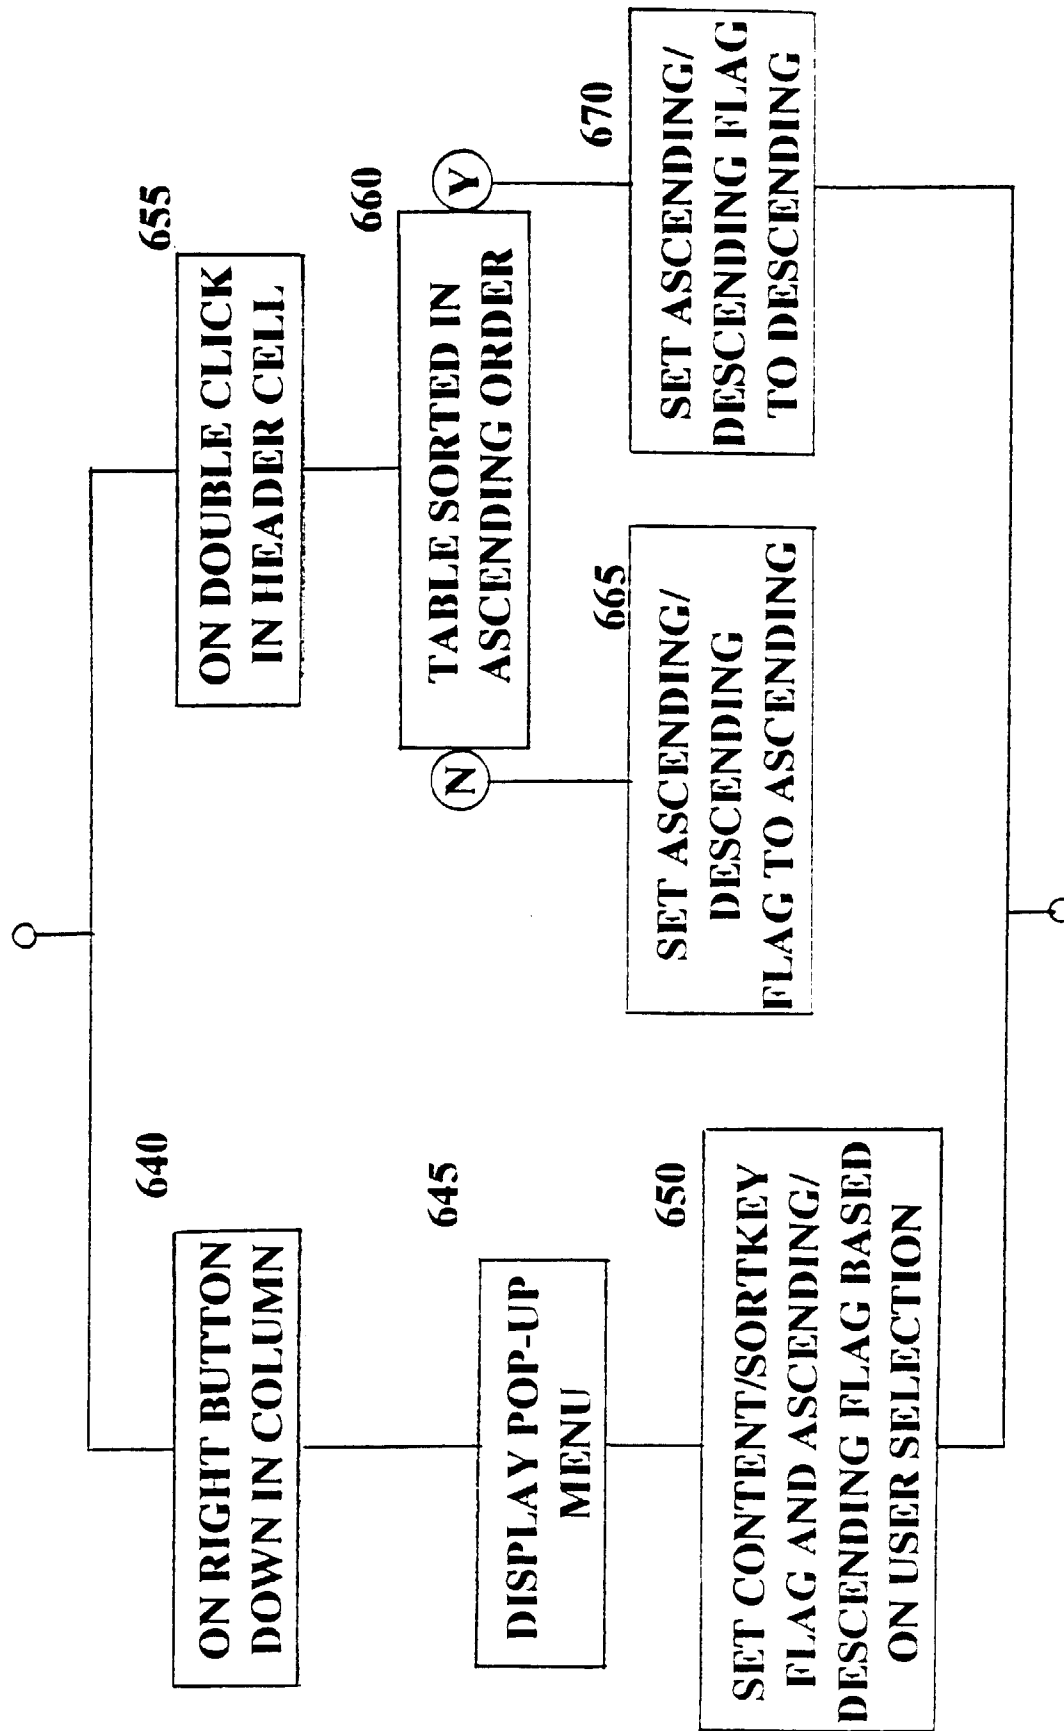 640
ON RIGHT BUTTON
DOWN IN COLUMN
645
DISPLAY POP-UP
MENU
650
SET CONTENT/SORTKEY
FLAG AND ASCENDING/
DESCENDING FLAG BASED
ON USER SELECTION
655
ON DOUBLE CLICK
IN HEADER CELL
660
TABLE SORTED IN
ASCENDING ORDER
N
Y
665
SET ASCENDING/
DESCENDING
FLAG TO ASCENDING
670
SET ASCENDING/
DESCENDING FLAG
TO DESCENDING